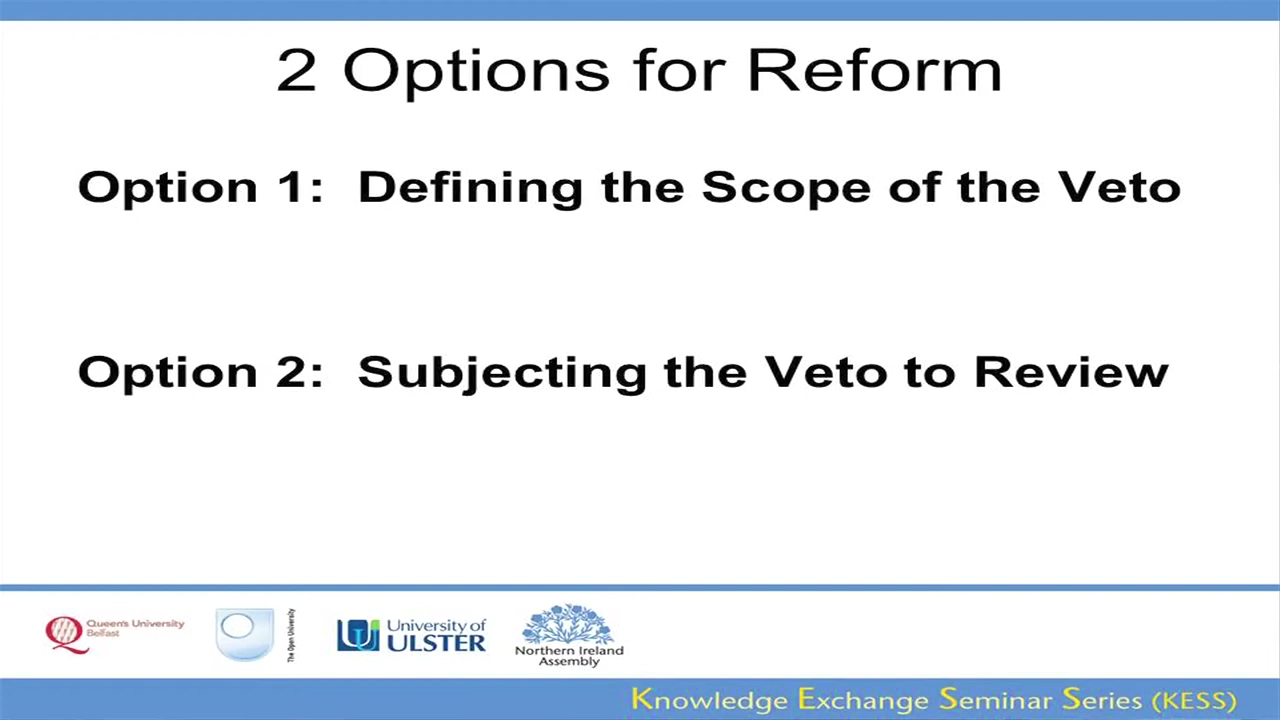 2 Options for Reform
Option 1: Defining the Scope of the Veto
Option 2: Subjecting the Veto to Review
Queen's University
Belfast
The Open University
University of
ULSTER
Northern Ireland
Assembly
Knowledge Exchange Seminar Series (KESS)